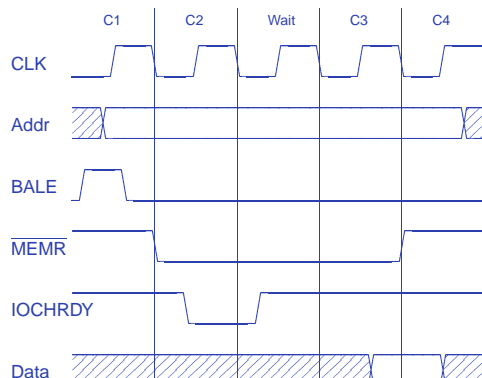 C1 C2 Wait C3 C4
CLK
Addr
BALE
MEMR
IOCHRDY
Data